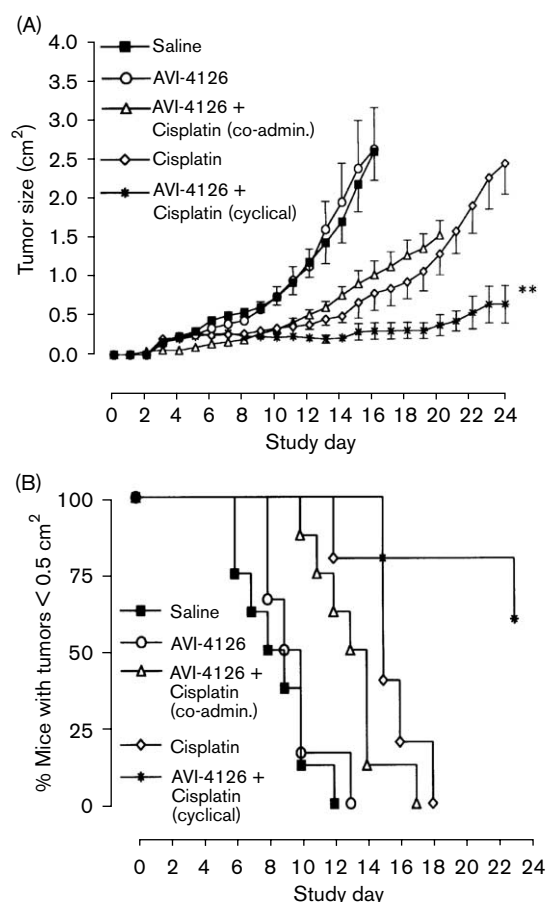 (A)
4.0
3.5
3.0
2.5
2.0
1.5
1.0
0.5
0.0
Tumor size (cm²)
Saline
AVI-4126
AVI-4126 +
Cisplatin (co-admin.)
Cisplatin
AVI-4126 +
Cisplatin (cyclical)
**
0 2 4 6 8 10 12 14 16 18 20 22 24
Study day
(B)
100
75
50
25
0
% Mice with tumors < 0.5 cm²
Saline
AVI-4126
AVI-4126 +
Cisplatin
(co-admin.)
Cisplatin
AVI-4126 +
Cisplatin
(cyclical)
0 2 4 6 8 10 12 14 16 18 20 22 24
Study day